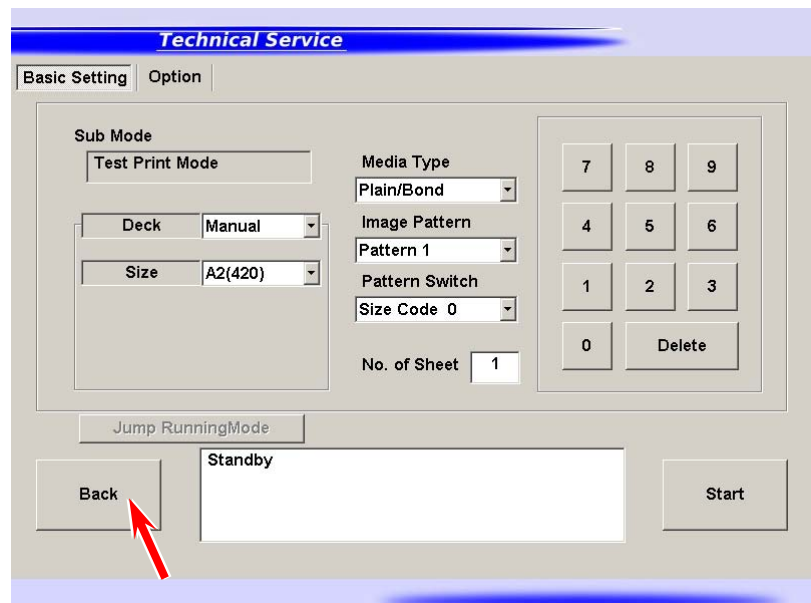 Technical Service
Basic Setting
Option
Sub Mode
Test Print Mode
Deck
Manual
Size
A2(420)
Media Type
Plain/Bond
Image Pattern
Pattern 1
Pattern Switch
Size Code 0
No. of Sheet
1
7 8 9
4 5 6
1 2 3
0 Delete
Jump RunningMode
Back
Standby
Start